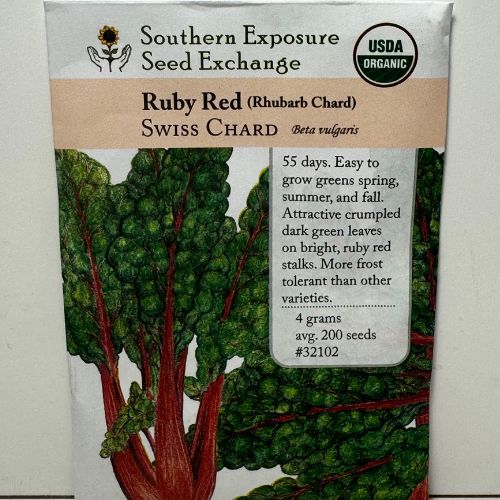 Southern Exposure
Seed Exchange
USDA
ORGANIC
Ruby Red (Rhubarb Chard)
SWISS CHARD Beta vulgaris
55 days. Easy to
grow greens spring,
summer, and fall.
Attractive crumpled
dark green leaves
on bright, ruby red
stalks. More frost
tolerant than other
varieties.
4 grams
avg. 200 seeds
#32102